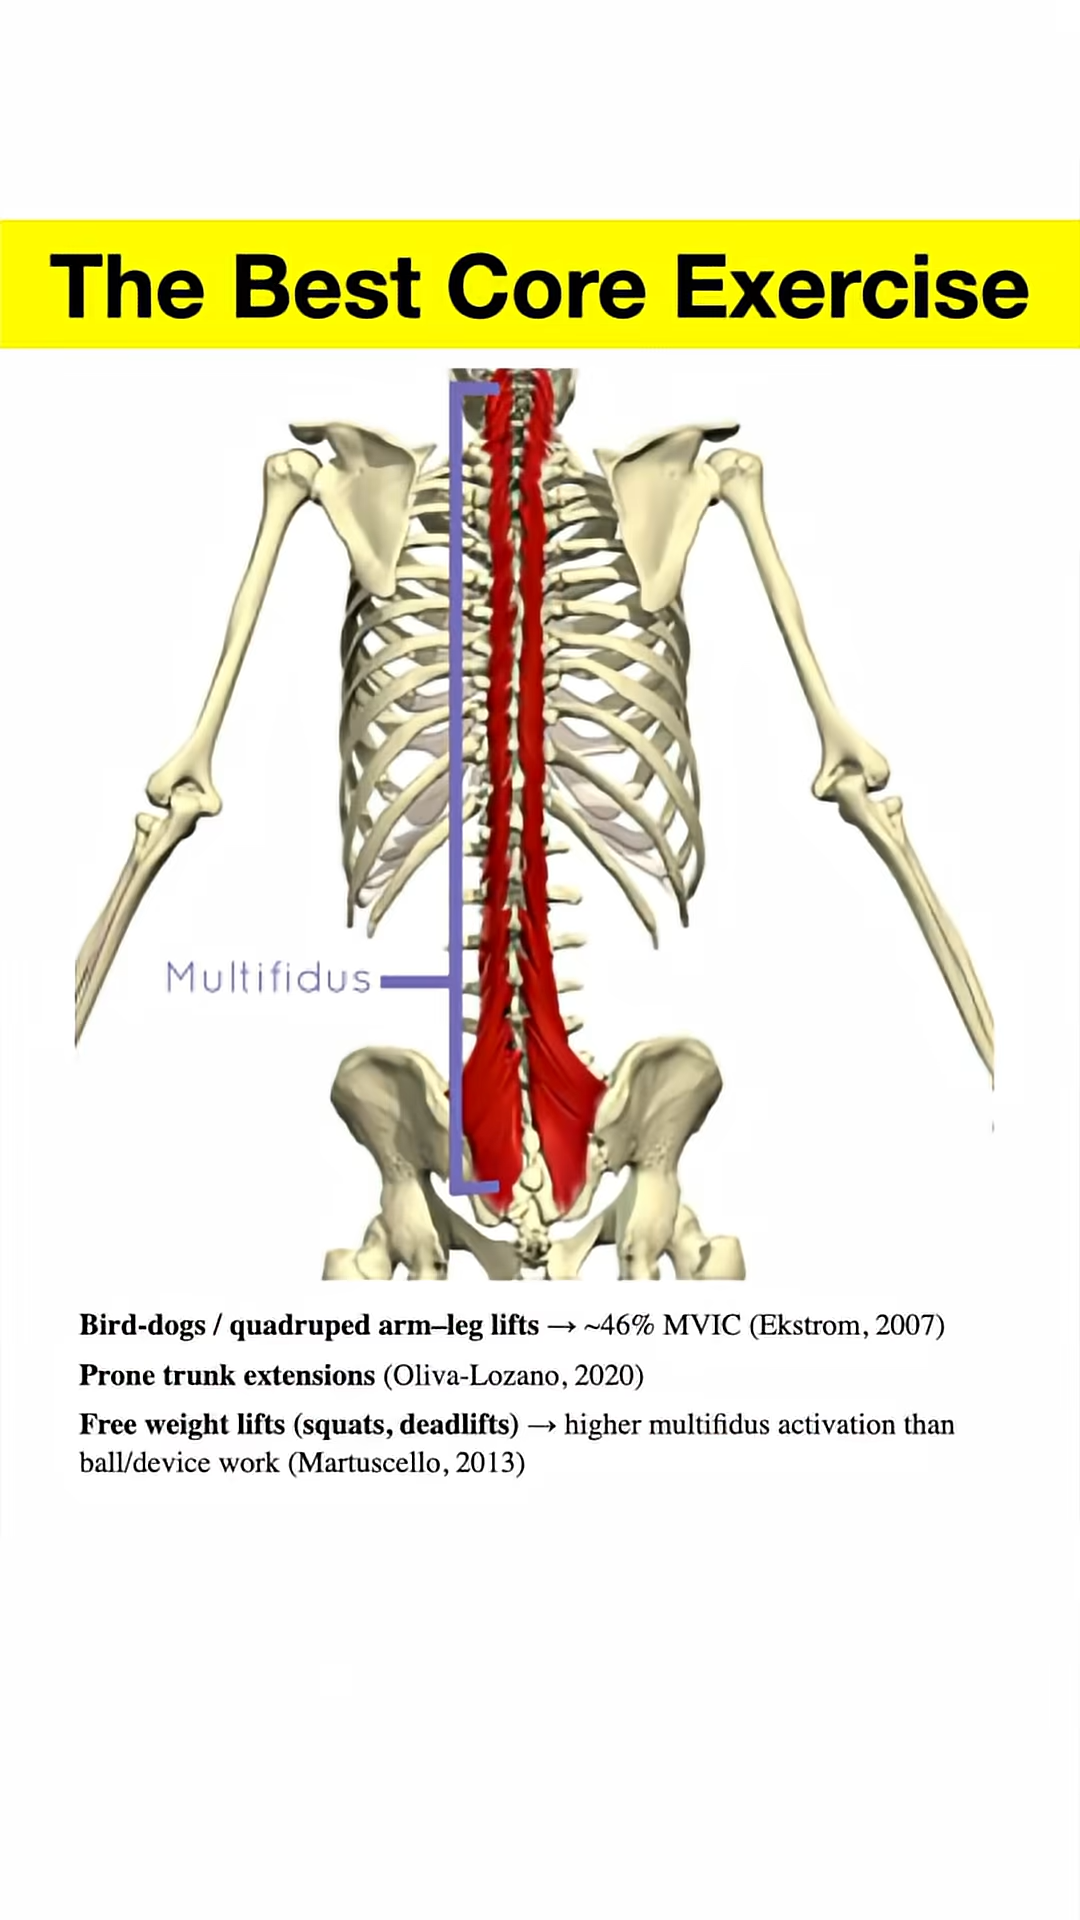 The Best Core Exercise
Multifidus
Bird-dogs / quadruped arm–leg lifts → ~46% MVIC (Ekstrom, 2007)
Prone trunk extensions (Oliva-Lozano, 2020)
Free weight lifts (squats, deadlifts) → higher multifidus activation than
ball/device work (Martuscello, 2013)